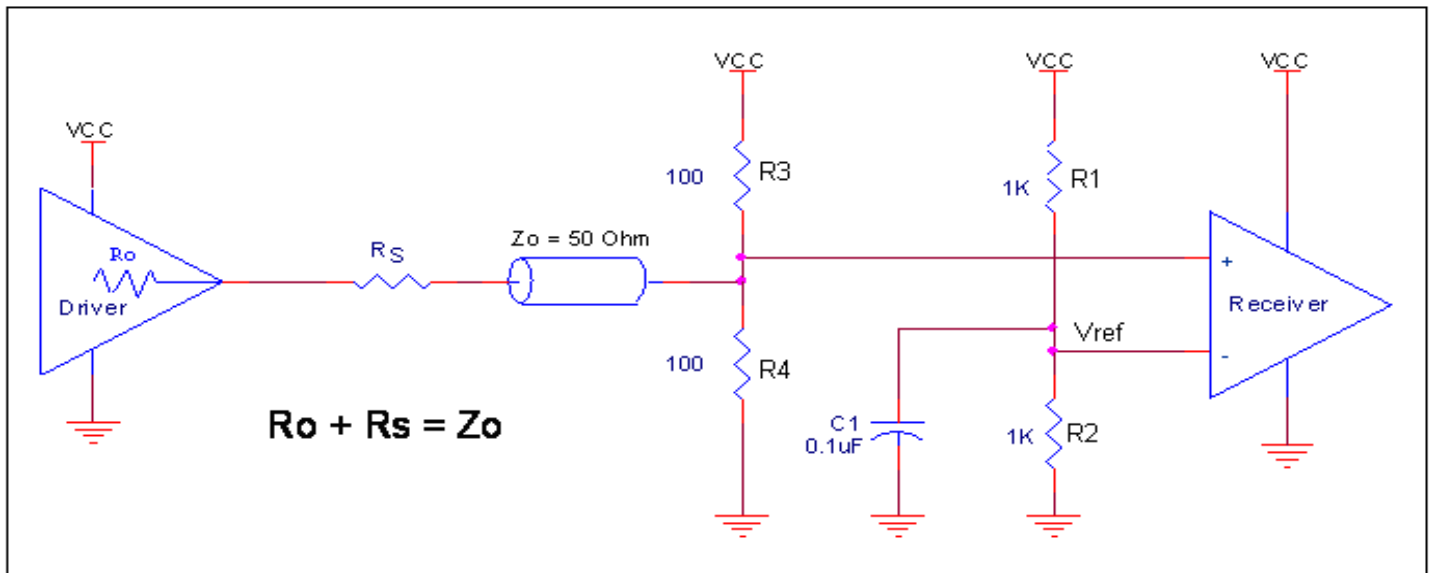 VCC
VCC
VCC
VCC
100
R3
1K
R1
Ro
Driver
RS
Zo = 50 Ohm
+
Receiver
-
Vref
100
R4
C1
0.1uF
1K
R2
Ro + Rs = Zo